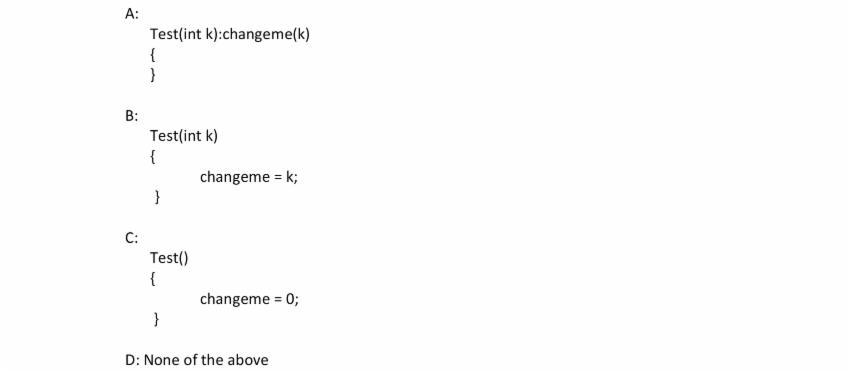 A:
Test(int k):changeme(k)
{
}
B:
Test(int k)
{
changeme = k;
}
C:
Test()
{
changeme = 0;
}
D: None of the above